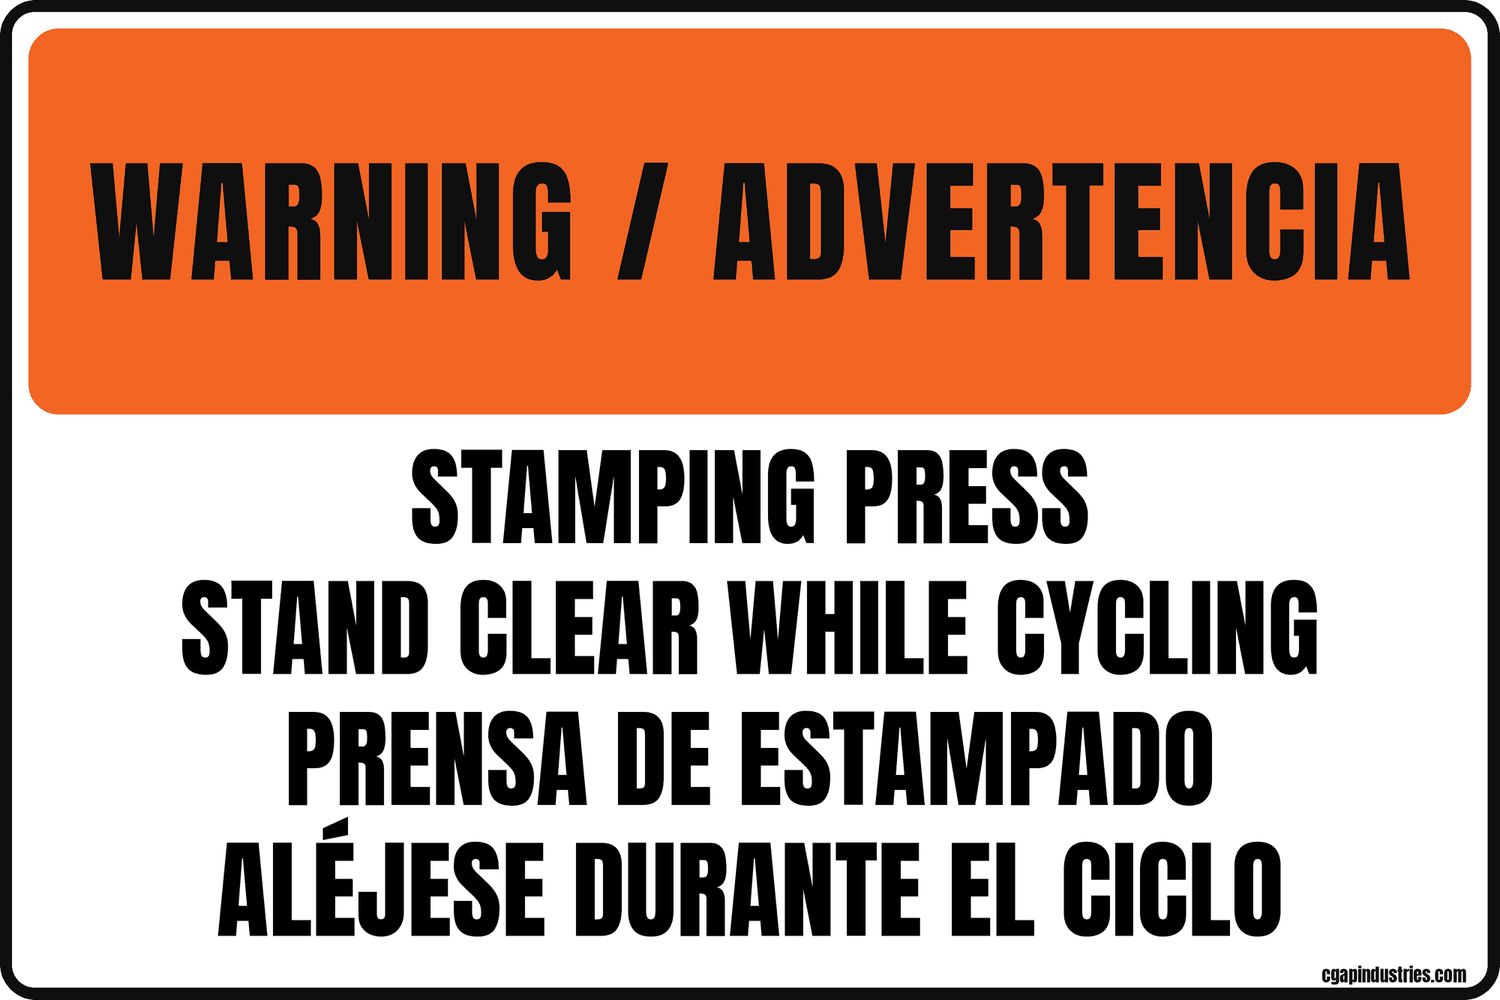 WARNING / ADVERTENCIA
STAMPING PRESS
STAND CLEAR WHILE CYCLING
PRENSA DE ESTAMPADO
ALÉJESE DURANTE EL CICLO
cgapindustries.com